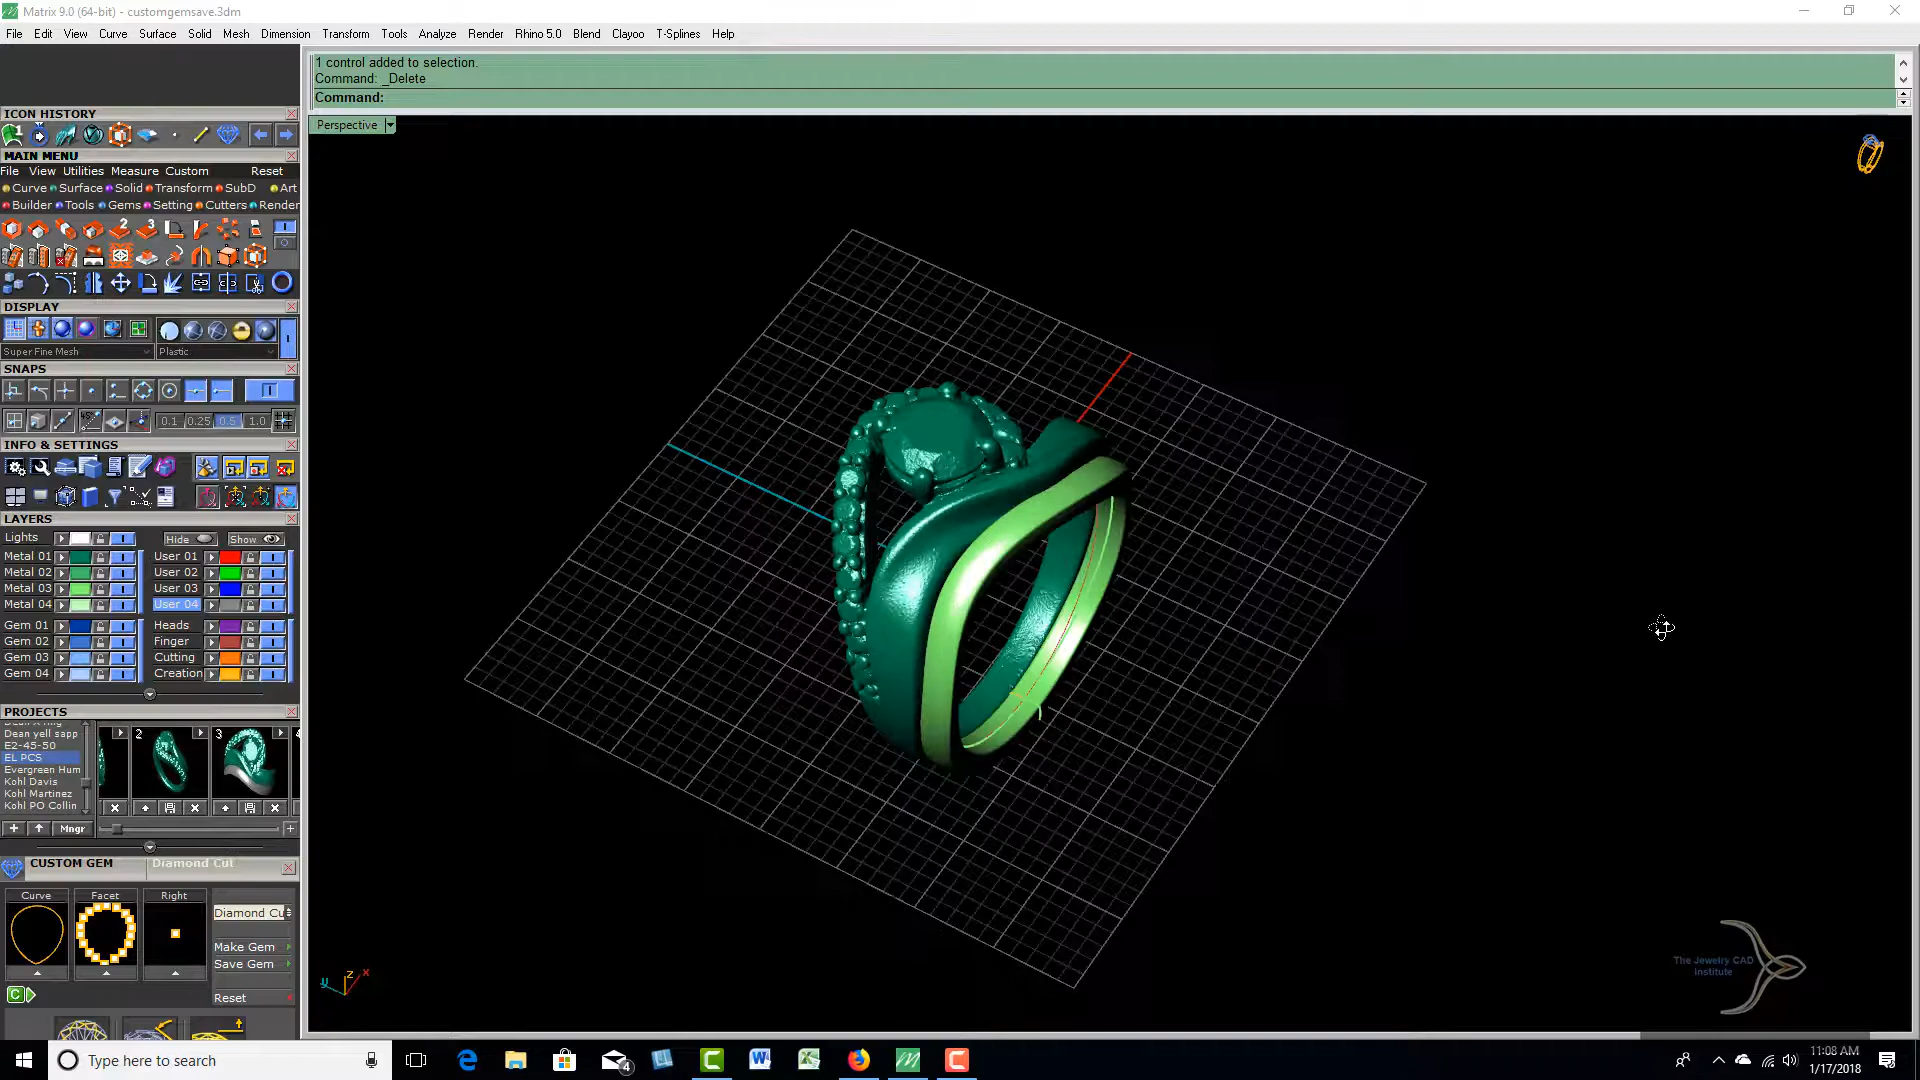 Matrix 9.0 (64-bit) - customgemsave.3dm
File Edit View Curve Surface Solid Mesh Dimension Transform Tools Analyze Render Rhino 5.0 Blend Clayoo T-Splines Help
1 control added to selection.
Command: _Delete
Command:
Perspective
ICON HISTORY
MAIN MENU
File View Utilities Measure Custom Reset
Curve Surface Solid Transform SubD Art
Builder Tools Gems Setting Cutters Render
DISPLAY
Super Fine Mesh Plastic
SNAPS
0.1 0.25 0.5 1.0
INFO & SETTINGS
LAYERS
Lights Hide Show
Metal 01 User 01
Metal 02 User 02
Metal 03 User 03
Metal 04 User 04
Gem 01 Heads
Gem 02 Finger
Gem 03 Cutting
Gem 04 Creation
PROJECTS
Dean yell sapp
E2-45-50
EL PCS
Evergreen Hum
Kohl Davis
Kohl Martinez
Kohl PO Collin
2 3
Mngr
CUSTOM GEM Diamond Cut
Curve Facet Right
Diamond Cu
Make Gem
Save Gem
Reset
z x y
The Jewelry CAD
Institute
Type here to search
4
11:08 AM
1/17/2018